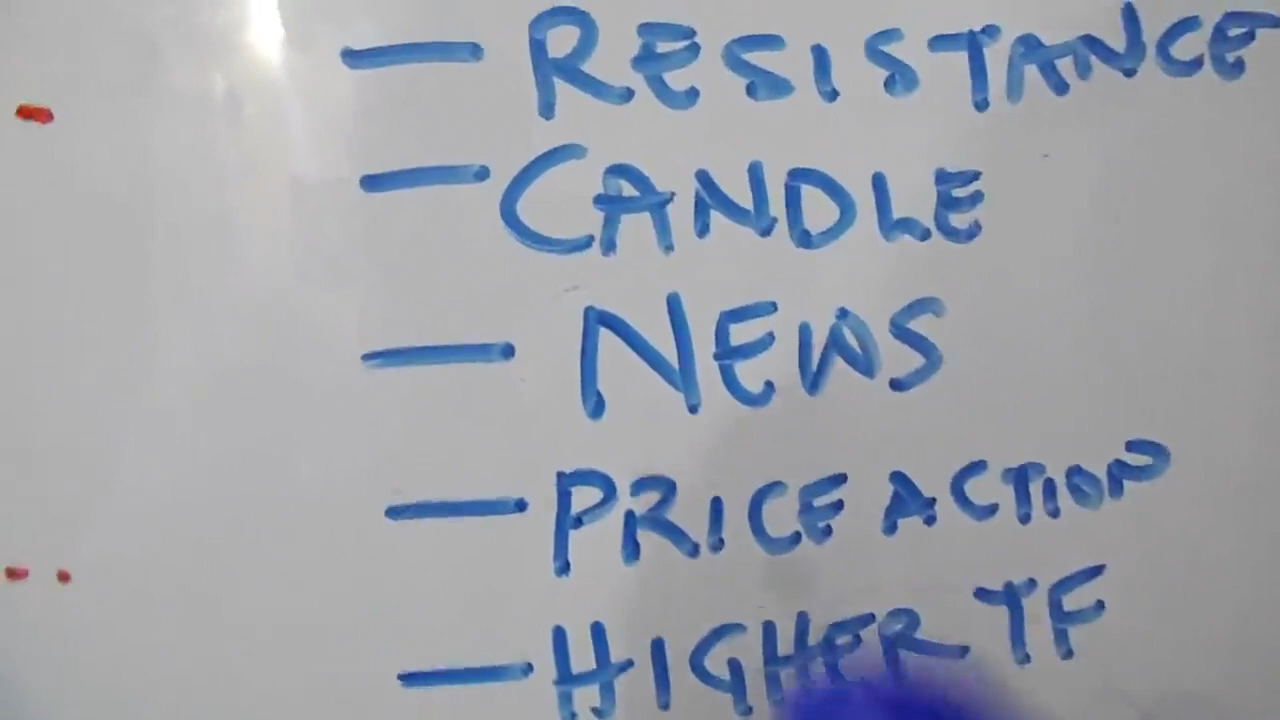 — RESISTANCE
— CANDLE
— NEWS
— PRICE ACTION
— HIGHER TF